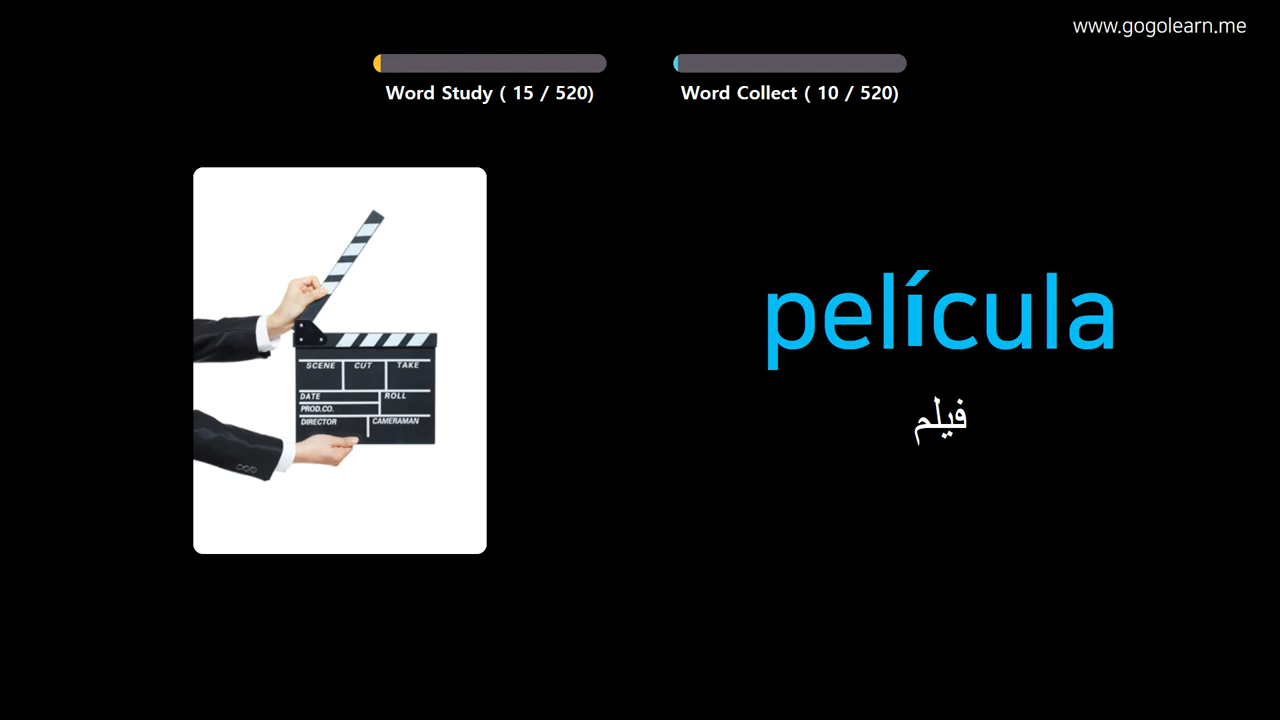 www.gogolearn.me
Word Study ( 15 / 520)
Word Collect ( 10 / 520)
SCENE CUT TAKE
DATE ROLL
PROD.CO.
DIRECTOR CAMERAMAN
película
فيلم